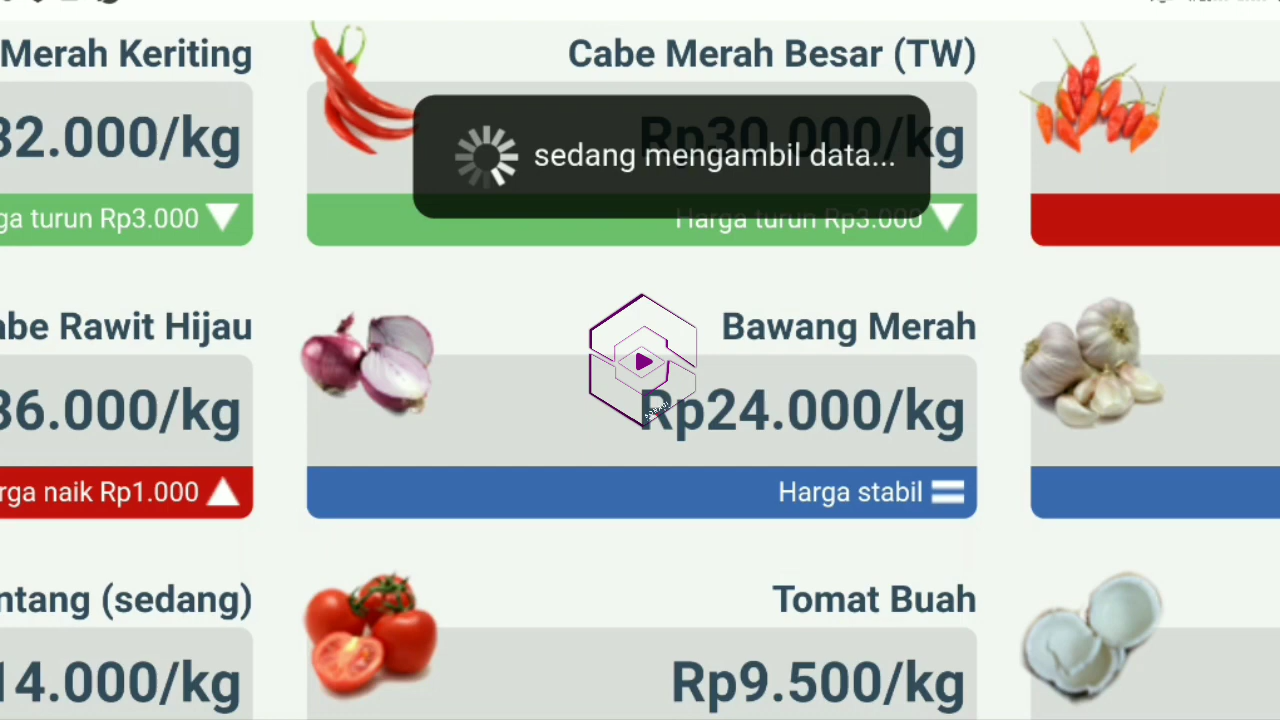 Merah Keriting
Cabe Merah Besar (TW)
32.000/kg
Rp30.000/kg
sedang mengambil data...
ga turun Rp3.000
Harga turun Rp3.000
abe Rawit Hijau
Bawang Merah
36.000/kg
Rp24.000/kg
rga naik Rp1.000
Harga stabil
ntang (sedang)
Tomat Buah
14.000/kg
Rp9.500/kg